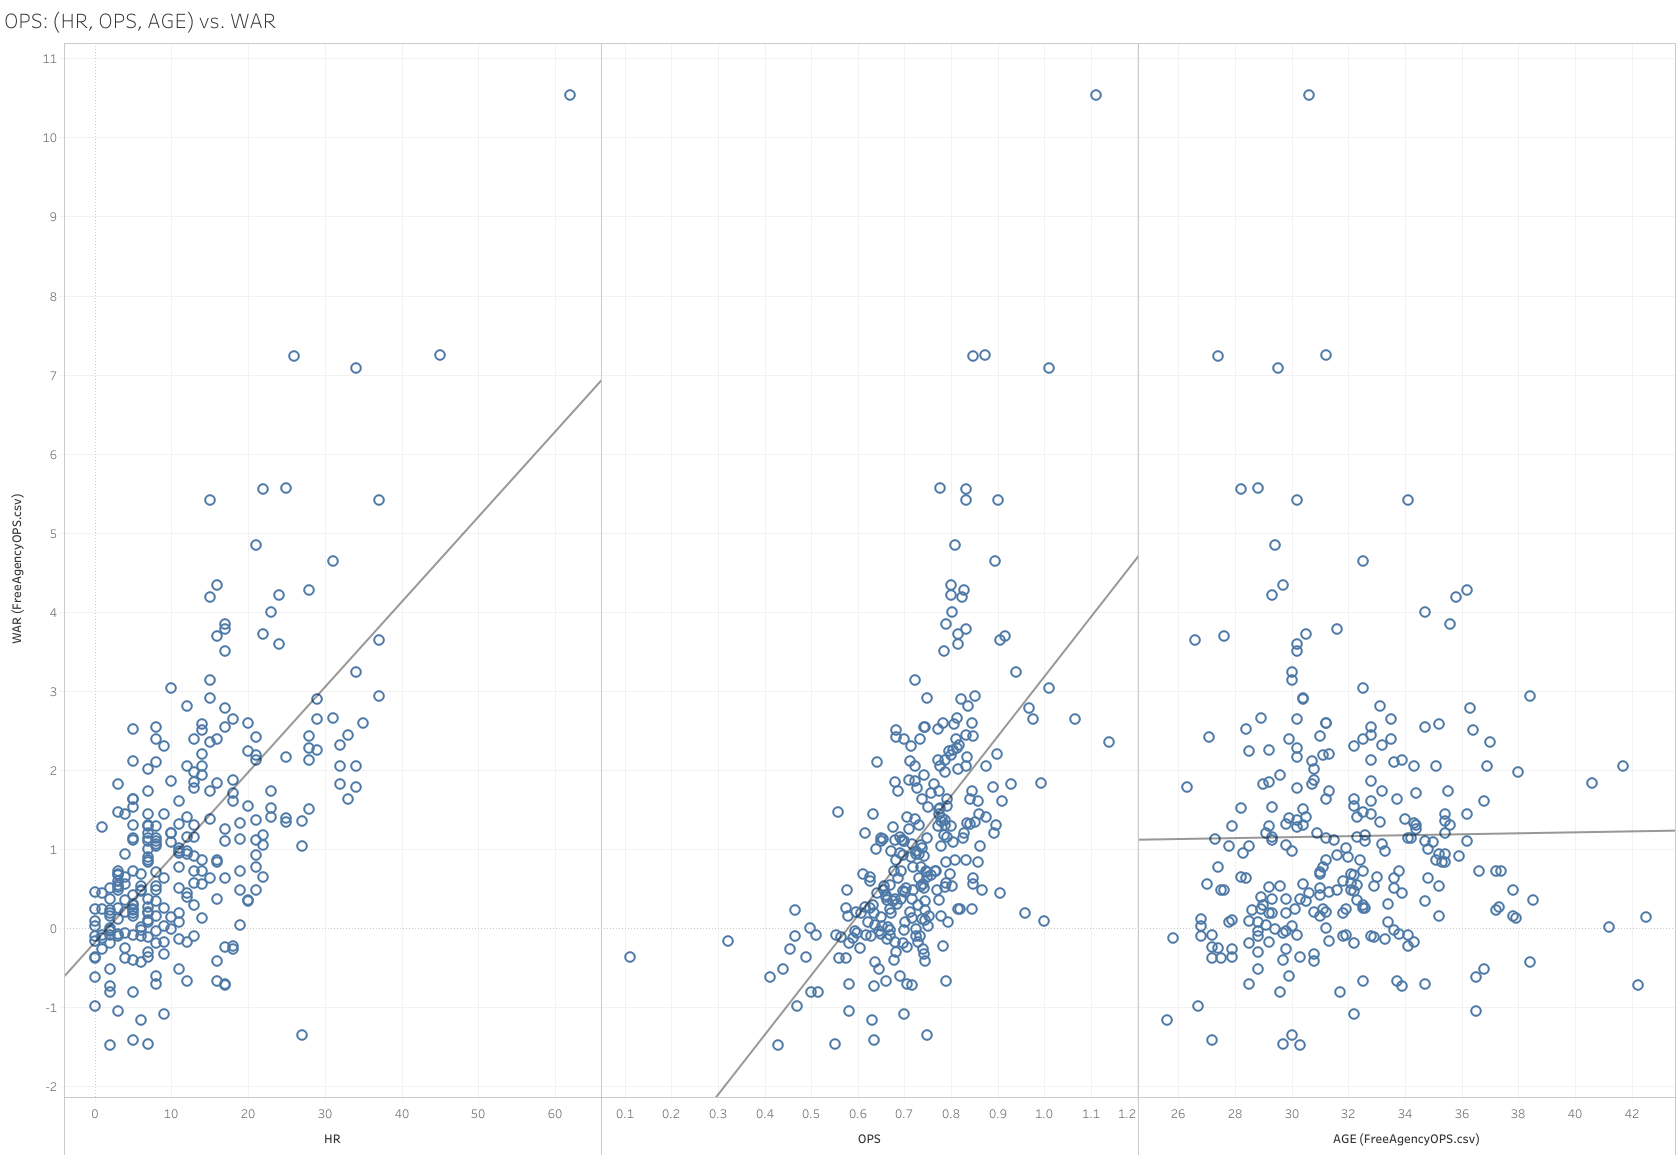 OPS: (HR, OPS, AGE) vs. WAR
WAR (FreeAgencyOPS.csv)
11
10
9
8
7
6
5
4
3
2
1
0
-1
-2
0 10 20 30 40 50 60
0.1 0.2 0.3 0.4 0.5 0.6 0.7 0.8 0.9 1.0 1.1 1.2
26 28 30 32 34 36 38 40 42
HR
OPS
AGE (FreeAgencyOPS.csv)